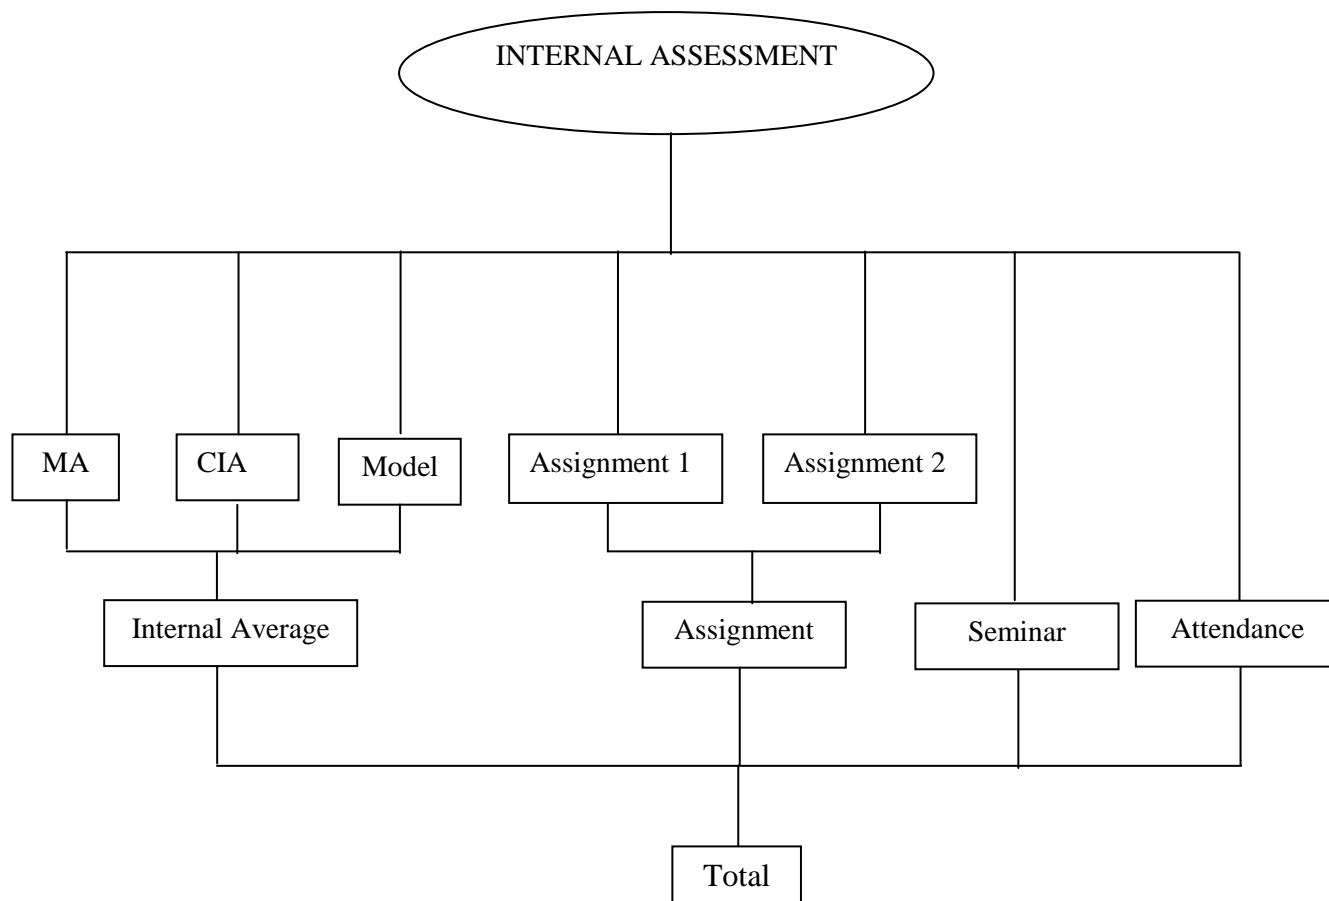 INTERNAL ASSESSMENT
MA
CIA
Model
Assignment 1
Assignment 2
Internal Average
Assignment
Seminar
Attendance
Total